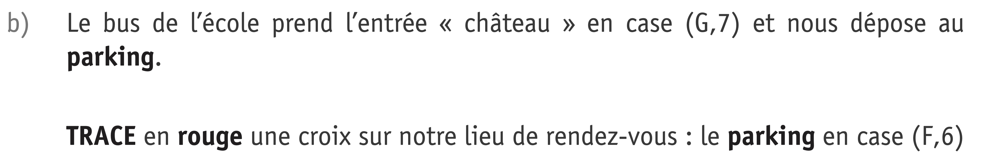 b) Le bus de l’école prend l’entrée « château » en case (G,7) et nous dépose au
parking.
TRACE en rouge une croix sur notre lieu de rendez-vous : le parking en case (F,6)